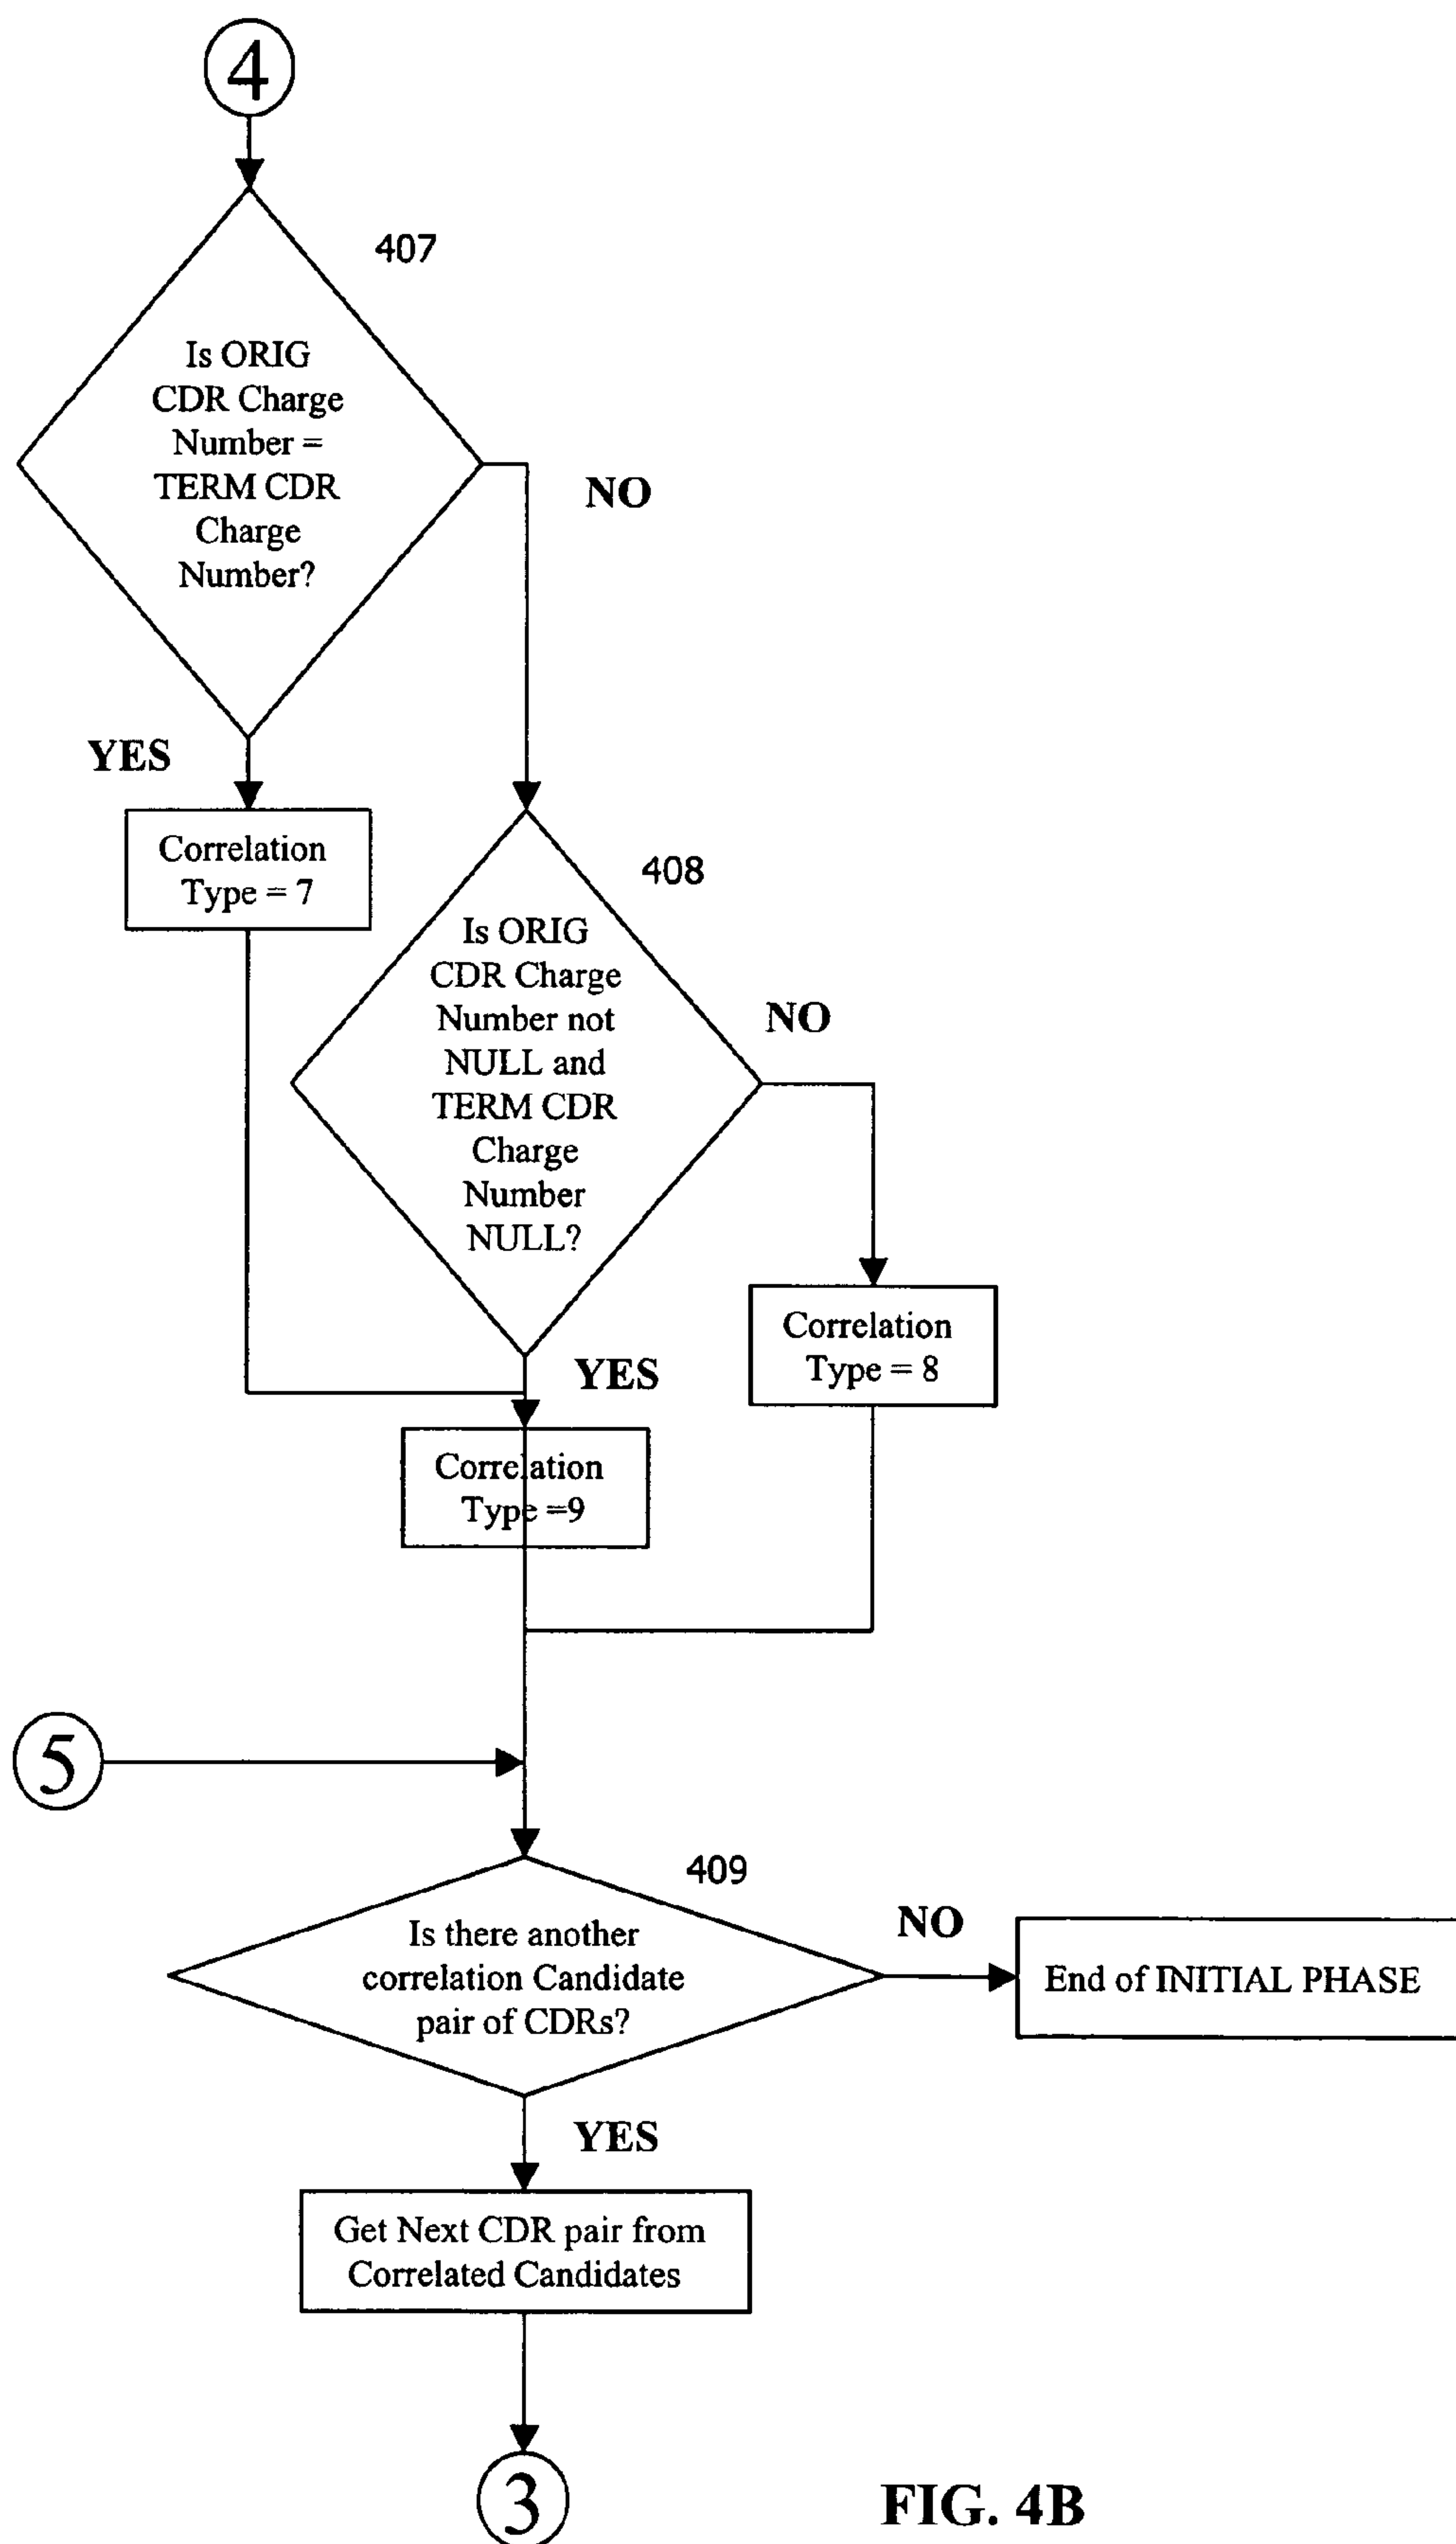 4
407
Is ORIG
CDR Charge
Number =
TERM CDR
Charge
Number?
NO
YES
Correlation
Type = 7
408
Is ORIG
CDR Charge
Number not
NULL and
TERM CDR
Charge
Number
NULL?
NO
Correlation
Type = 8
YES
Correlation
Type =9
5
409
Is there another
correlation Candidate
pair of CDRs?
NO
End of INITIAL PHASE
YES
Get Next CDR pair from
Correlated Candidates
3
FIG. 4B